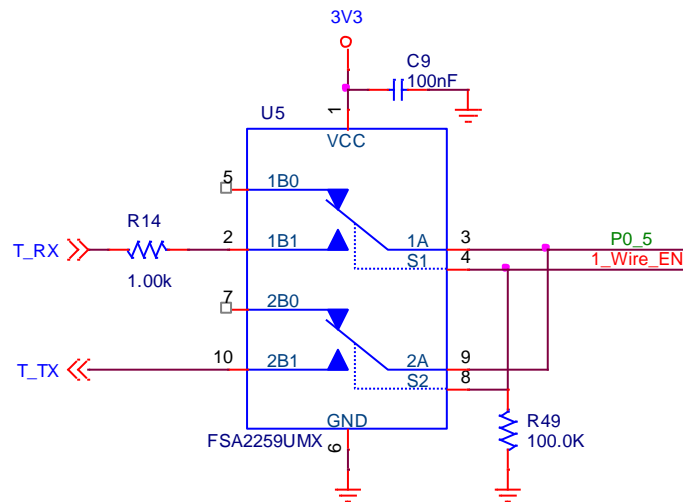 3V3
C9
100nF
U5
1
VCC
5
1B0
R14
T_RX
1.00k
2
1B1
1A
3
P0_5
S1
4
1_Wire_EN
7
2B0
T_TX
10
2B1
2A
9
S2
8
GND
6
FSA2259UMX
R49
100.0K